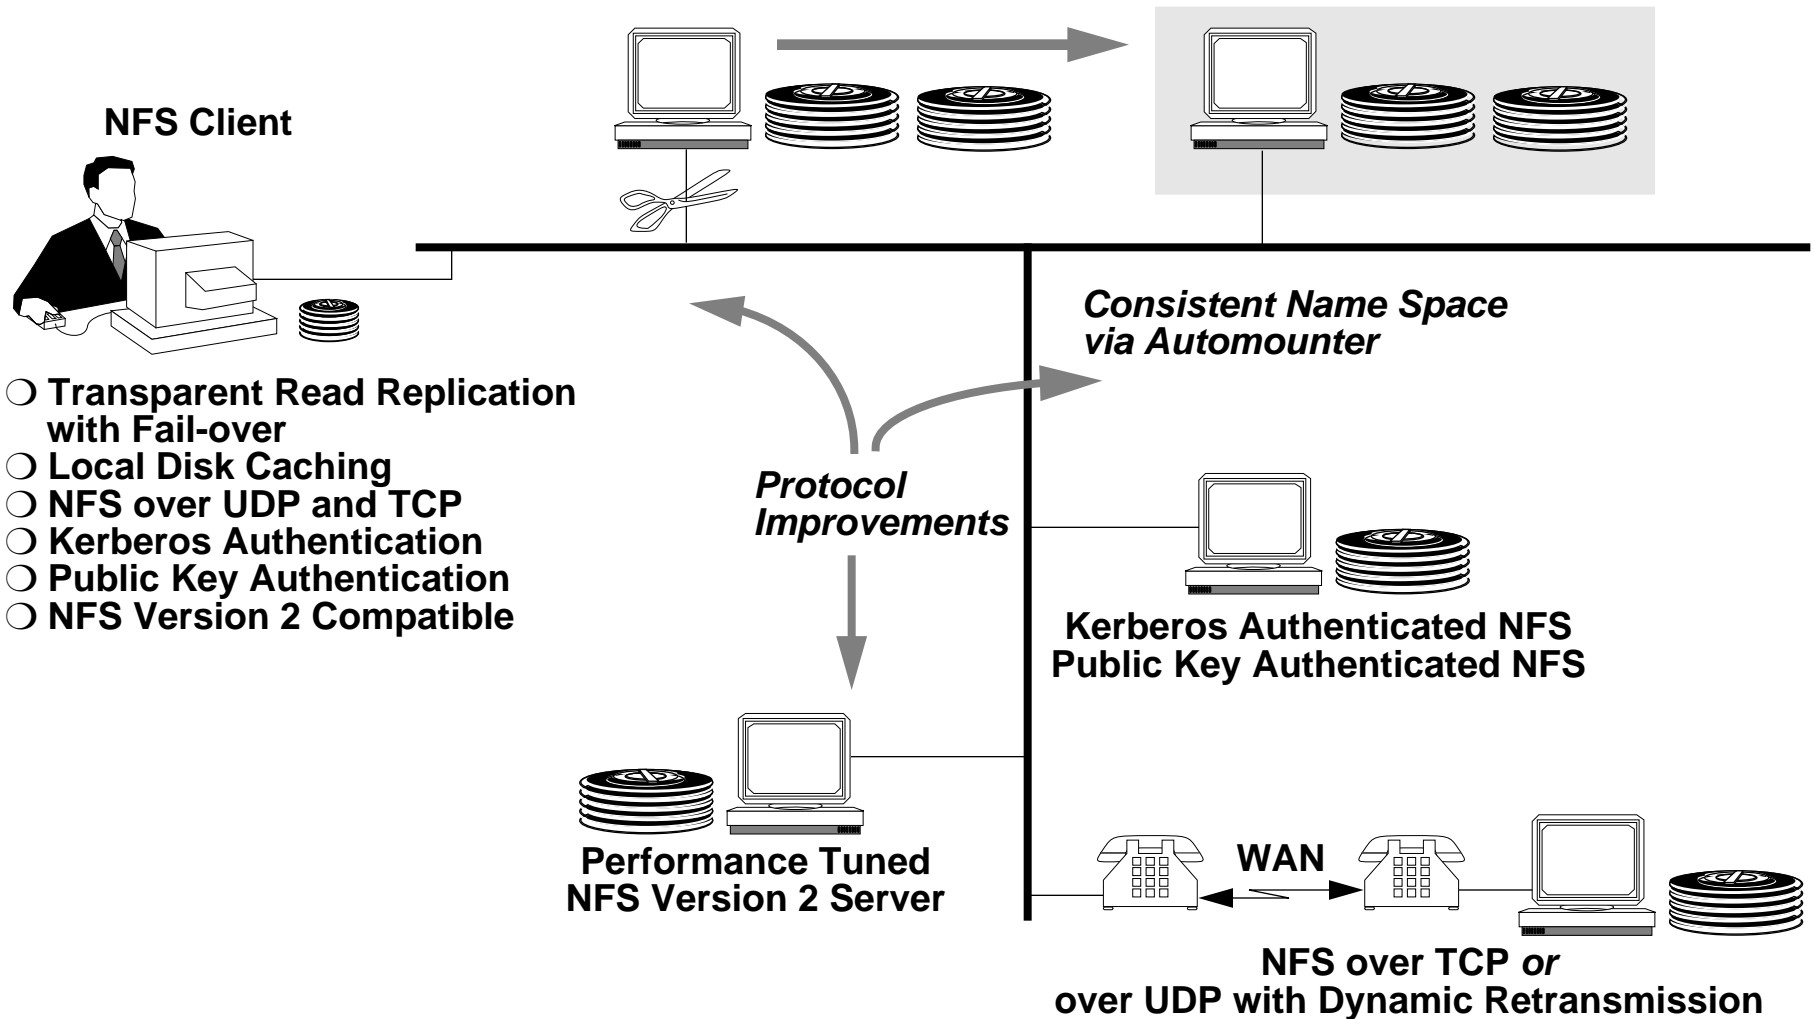 NFS Client
❍ Transparent Read Replication
with Fail-over
❍ Local Disk Caching
❍ NFS over UDP and TCP
❍ Kerberos Authentication
❍ Public Key Authentication
❍ NFS Version 2 Compatible
Consistent Name Space
via Automounter
Protocol
Improvements
Kerberos Authenticated NFS
Public Key Authenticated NFS
Performance Tuned
NFS Version 2 Server
WAN
NFS over TCP or
over UDP with Dynamic Retransmission